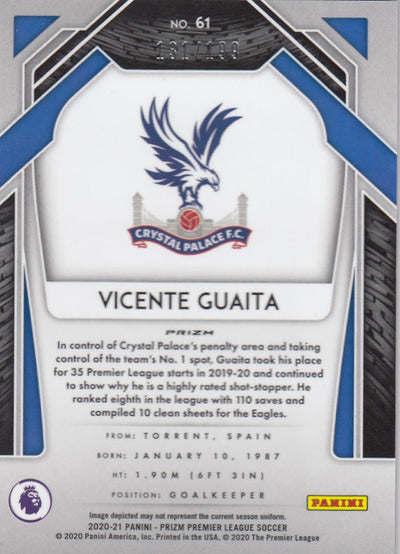 NO. 61
CRYSTAL PALACE F.C.
VICENTE GUAITA
PRIZM
In control of Crystal Palace's penalty area and taking
control of the team's No. 1 spot, Guaita took his place
for 35 Premier League starts in 2019-20 and continued
to show why he is a highly rated shot-stopper. He
ranked eighth in the league with 110 saves and
compiled 10 clean sheets for the Eagles.
FROM: TORRENT, SPAIN
BORN: JANUARY 10, 1987
HT: 1.90M (6FT 3IN)
POSITION: GOALKEEPER
PANINI
Image depicted may not represent the current season uniform.
2020-21 PANINI - PRIZM PREMIER LEAGUE SOCCER
© 2020 Panini America, Inc. Printed in the USA. © 2020 The Premier League